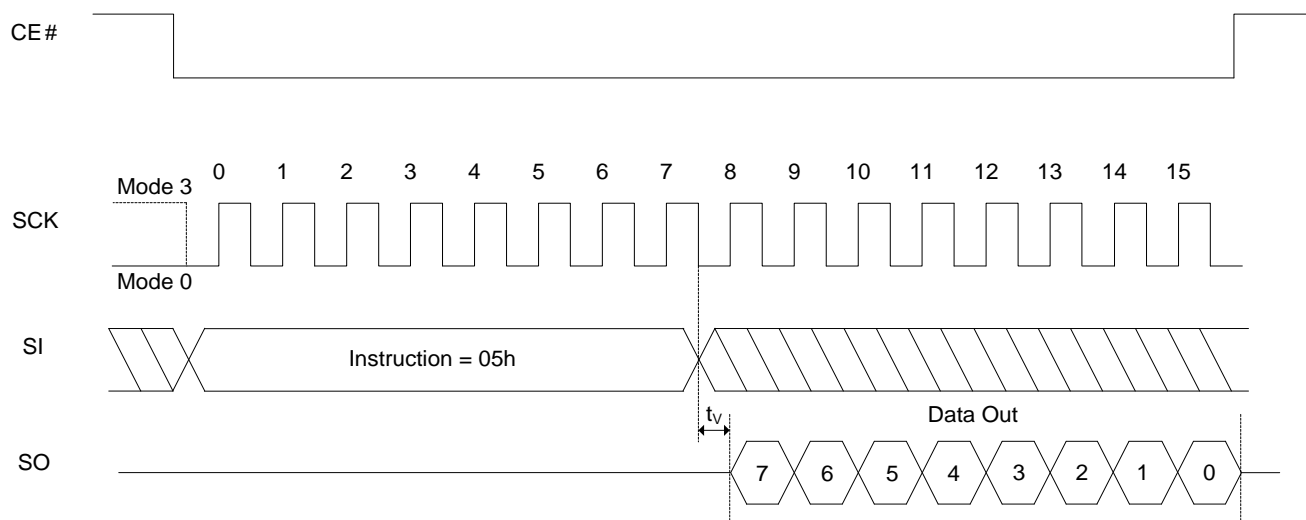 CE#
0 1 2 3 4 5 6 7 8 9 10 11 12 13 14 15
Mode 3
SCK
Mode 0
SI
Instruction = 05h
tV
Data Out
SO
7 6 5 4 3 2 1 0